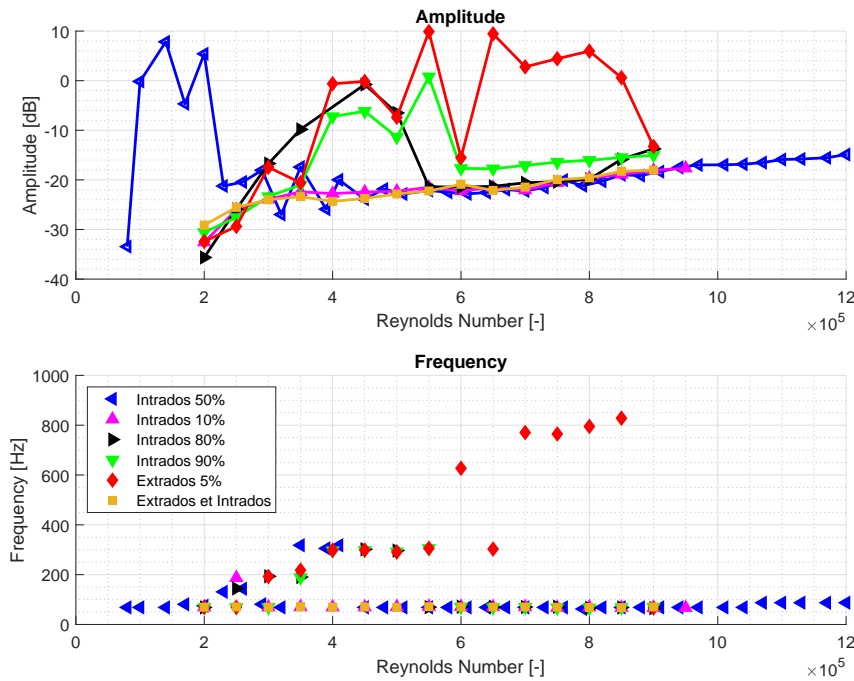 Amplitude
10
0
-10
-20
-30
-40
Amplitude [dB]
0 2 4 6 8 10 12
Reynolds Number [-]
×10^5
Frequency
1000
800
600
400
200
0
Frequency [Hz]
Intrados 50%
Intrados 10%
Intrados 80%
Intrados 90%
Extrados 5%
Extrados et Intrados
0 2 4 6 8 10 12
Reynolds Number [-]
×10^5